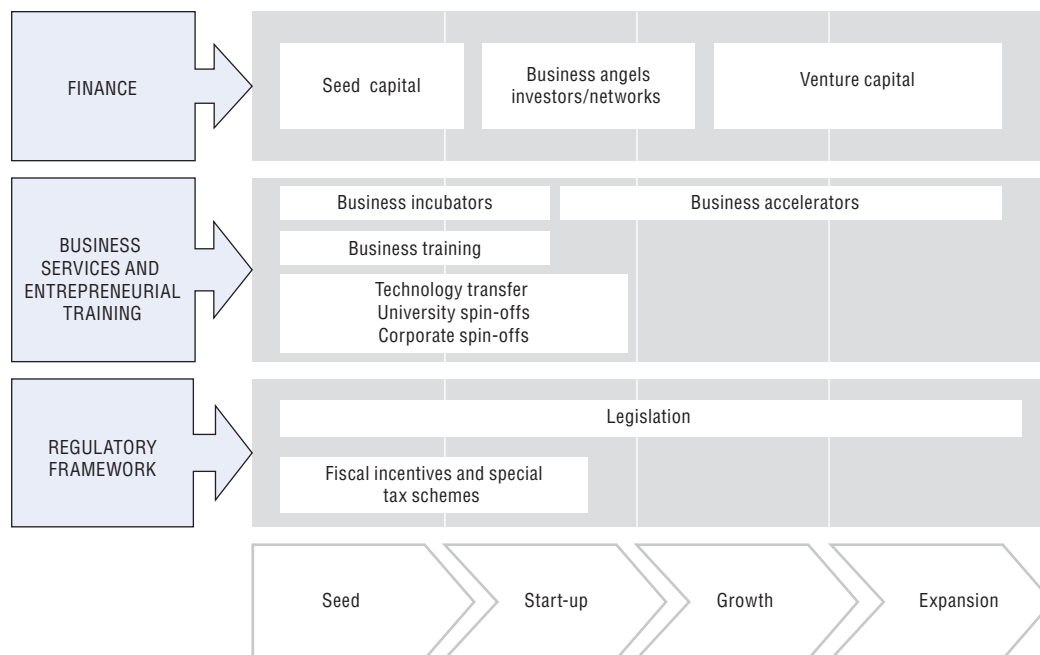 FINANCE
Seed capital
Business angels
investors/networks
Venture capital
BUSINESS
SERVICES AND
ENTREPRENEURIAL
TRAINING
Business incubators
Business accelerators
Business training
Technology transfer
University spin-offs
Corporate spin-offs
REGULATORY
FRAMEWORK
Legislation
Fiscal incentives and special
tax schemes
Seed
Start-up
Growth
Expansion